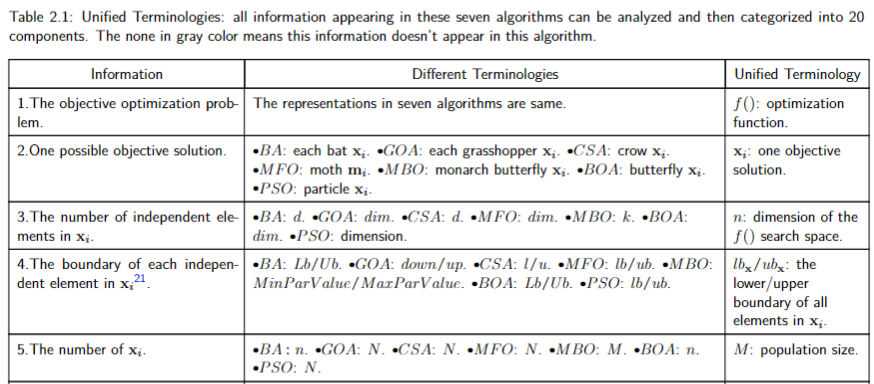 Table 2.1: Unified Terminologies: all information appearing in these seven algorithms can be analyzed and then categorized into 20
components. The none in gray color means this information doesn't appear in this algorithm.
Information
Different Terminologies
Unified Terminology
1.The objective optimization prob-
lem.
The representations in seven algorithms are same.
f(): optimization
function.
2.One possible objective solution.
•BA: each bat xᵢ. •GOA: each grasshopper xᵢ. •CSA: crow xᵢ.
•MFO: moth mᵢ. •MBO: monarch butterfly xᵢ. •BOA: butterfly xᵢ.
•PSO: particle xᵢ.
xᵢ: one objective
solution.
3.The number of independent ele-
ments in xᵢ.
•BA: d. •GOA: dim. •CSA: d. •MFO: dim. •MBO: k. •BOA:
dim. •PSO: dimension.
n: dimension of the
f() search space.
4.The boundary of each indepen-
dent element in xᵢ²¹.
•BA: Lb/Ub. •GOA: down/up. •CSA: l/u. •MFO: lb/ub. •MBO:
MinParValue/MaxParValue. •BOA: Lb/Ub. •PSO: lb/ub.
lbₓ/ubₓ: the
lower/upper
boundary of all
elements in xᵢ.
5.The number of xᵢ.
•BA: n. •GOA: N. •CSA: N. •MFO: N. •MBO: M. •BOA: n.
•PSO: N.
M: population size.